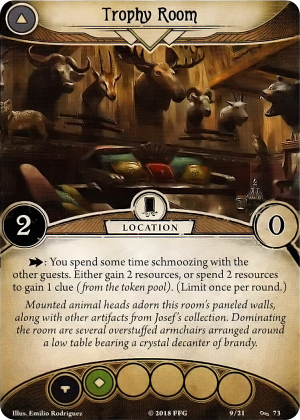 Trophy Room
2
LOCATION
0
: You spend some time schmoozing with the
other guests. Either gain 2 resources, or spend 2 resources
to gain 1 clue (from the token pool). (Limit once per round.)
Mounted animal heads adorn this room's paneled walls,
along with other artifacts from Josef's collection. Dominating
the room are several overstuffed armchairs arranged around
a low table bearing a crystal decanter of brandy.
Illus. Emilio Rodriguez
© 2018 FFG
9/21
73